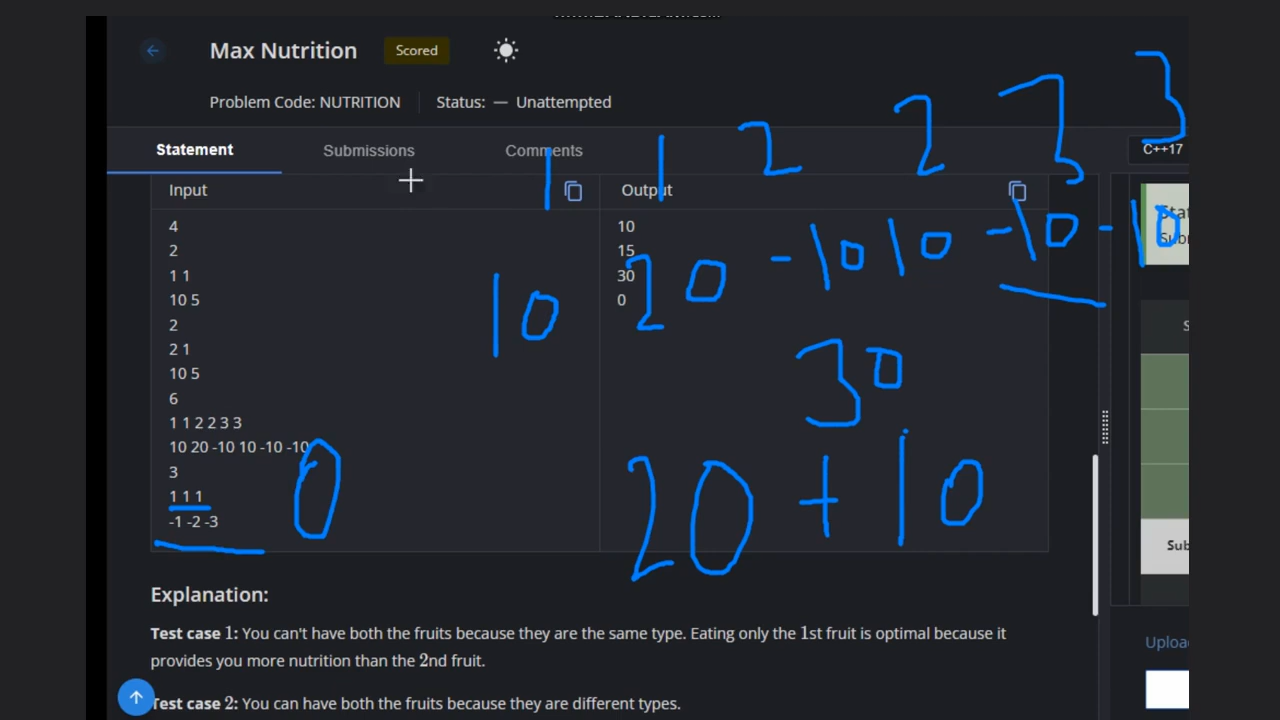 Max Nutrition Scored
Problem Code: NUTRITION Status: — Unattempted
Statement Submissions Comments
C++17
1 1 2 2 3 3
10 20 -10 10 -10 -10
30
20 + 10
0
Input
4
2
1 1
10 5
2
2 1
10 5
6
1 1 2 2 3 3
10 20 -10 10 -10 -10
3
1 1 1
-1 -2 -3
Output
10
15
30
0
Explanation:
Test case 1: You can't have both the fruits because they are the same type. Eating only the 1st fruit is optimal because it
provides you more nutrition than the 2nd fruit.
Test case 2: You can have both the fruits because they are different types.
Sub
Uploa